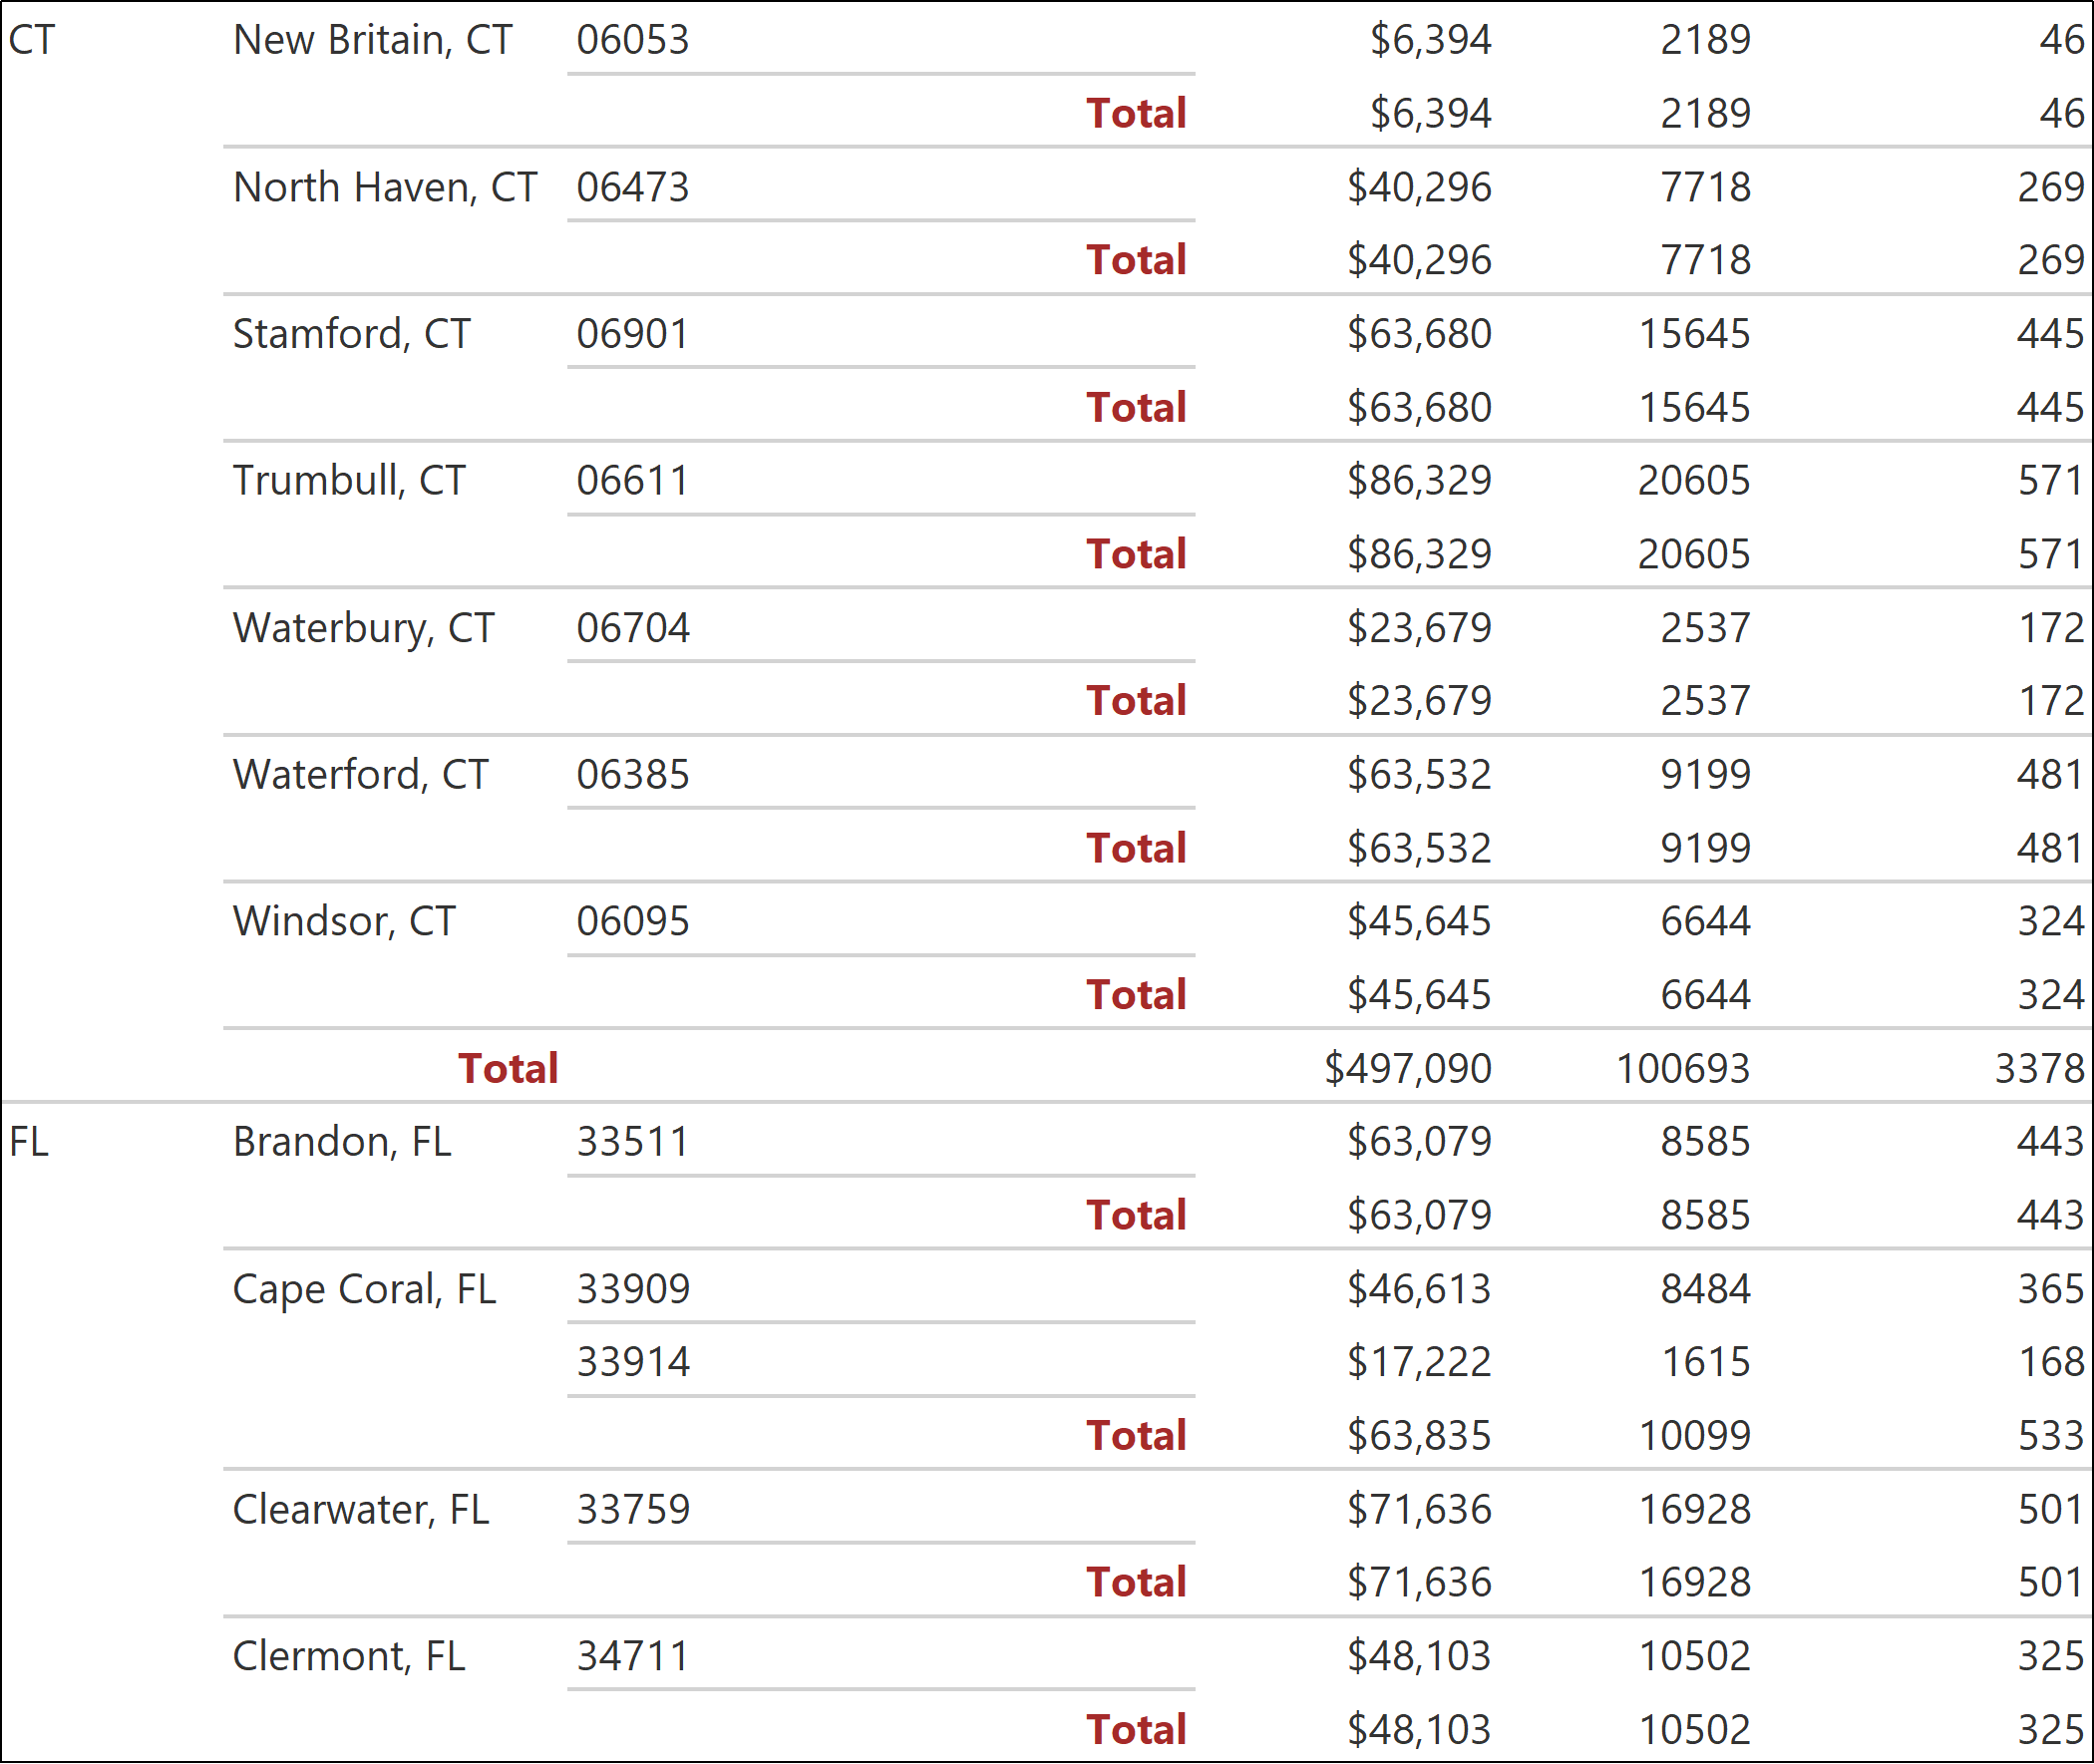 CT New Britain, CT 06053 $6,394 2189 46
Total $6,394 2189 46
North Haven, CT 06473 $40,296 7718 269
Total $40,296 7718 269
Stamford, CT 06901 $63,680 15645 445
Total $63,680 15645 445
Trumbull, CT 06611 $86,329 20605 571
Total $86,329 20605 571
Waterbury, CT 06704 $23,679 2537 172
Total $23,679 2537 172
Waterford, CT 06385 $63,532 9199 481
Total $63,532 9199 481
Windsor, CT 06095 $45,645 6644 324
Total $45,645 6644 324
Total $497,090 100693 3378
FL Brandon, FL 33511 $63,079 8585 443
Total $63,079 8585 443
Cape Coral, FL 33909 $46,613 8484 365
33914 $17,222 1615 168
Total $63,835 10099 533
Clearwater, FL 33759 $71,636 16928 501
Total $71,636 16928 501
Clermont, FL 34711 $48,103 10502 325
Total $48,103 10502 325